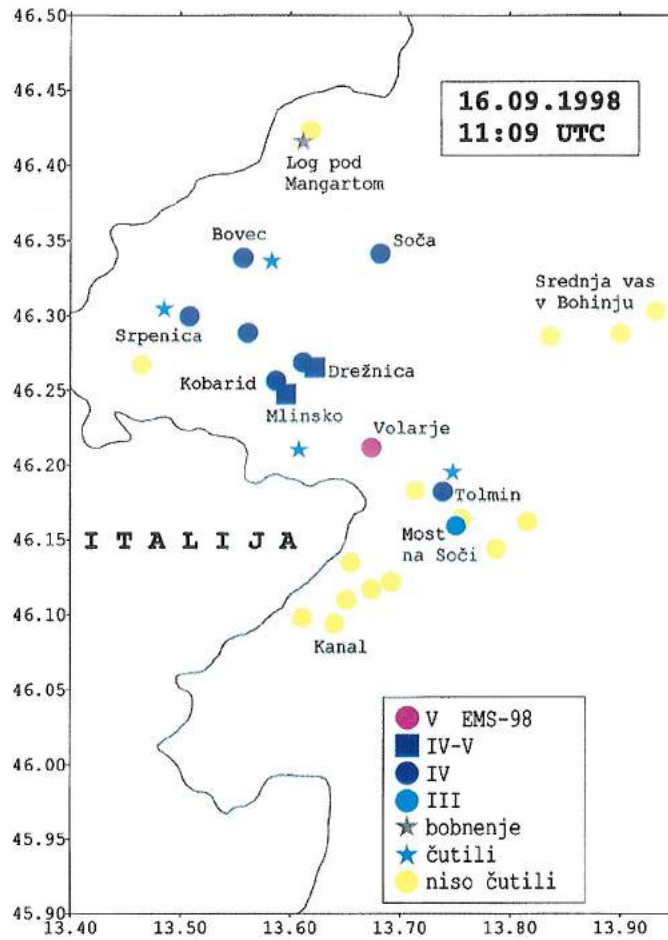 46.50
46.45
46.40
46.35
46.30
46.25
46.20
46.15
46.10
46.05
46.00
45.95
45.90
13.40
13.50
13.60
13.70
13.80
13.90
16.09.1998
11:09 UTC
Log pod
Mangartom
Bovec
Soča
Srednja vas
v Bohinju
Srpenica
Drežnica
Kobarid
Mlinsko
Volarje
Tolmin
Most
na Soči
ITALIJA
Kanal
V EMS-98
IV-V
IV
III
bobnenje
čutili
niso čutili